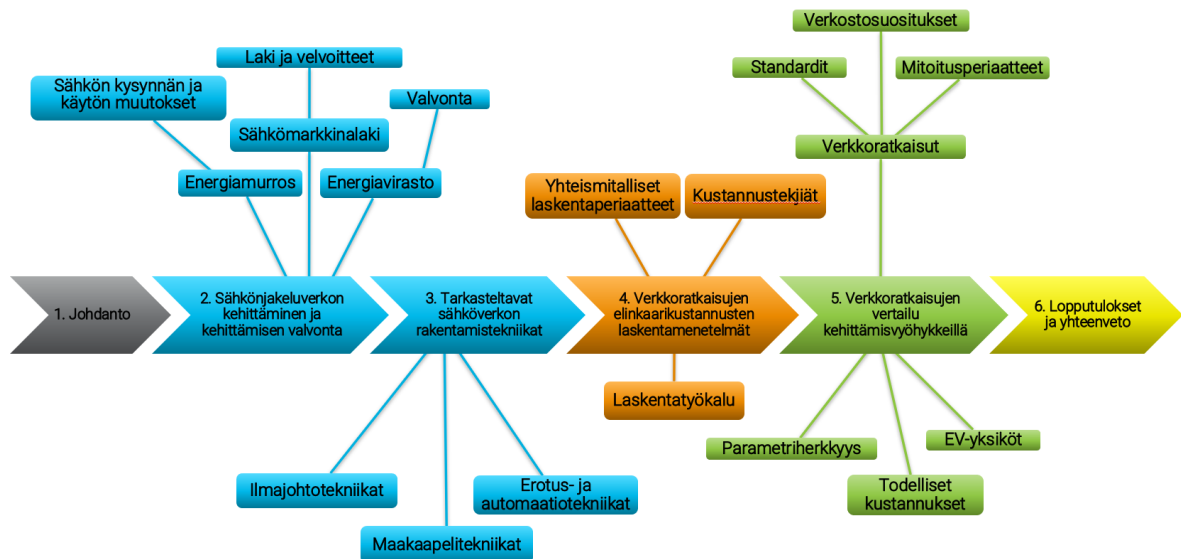 Verkostosuositukset
Laki ja velvoitteet
Standardit
Mitoitusperiaatteet
Sähkön kysynnän ja
käytön muutokset
Valvonta
Sähkömarkkinalaki
Verkkoratkaisut
Energiamurros
Energiavirasto
Yhteismitalliset
laskentaperiaatteet
Kustannustekjiät
1. Johdanto
2. Sähkönjakeluverkon
kehittäminen ja
kehittämisen valvonta
3. Tarkasteltavat
sähköverkon
rakentamistekniikat
4. Verkkoratkaisujen
elinkaarikustannusten
laskentamenetelmät
5. Verkkoratkaisujen
vertailu
kehittämisvyöhykkeillä
6. Lopputulokset
ja yhteenveto
Laskentatyökalu
Parametriherkkyys
EV-yksiköt
Ilmajohtotekniikat
Erotus- ja
automaatiotekniikat
Todelliset
kustannukset
Maakaapelitekniikat